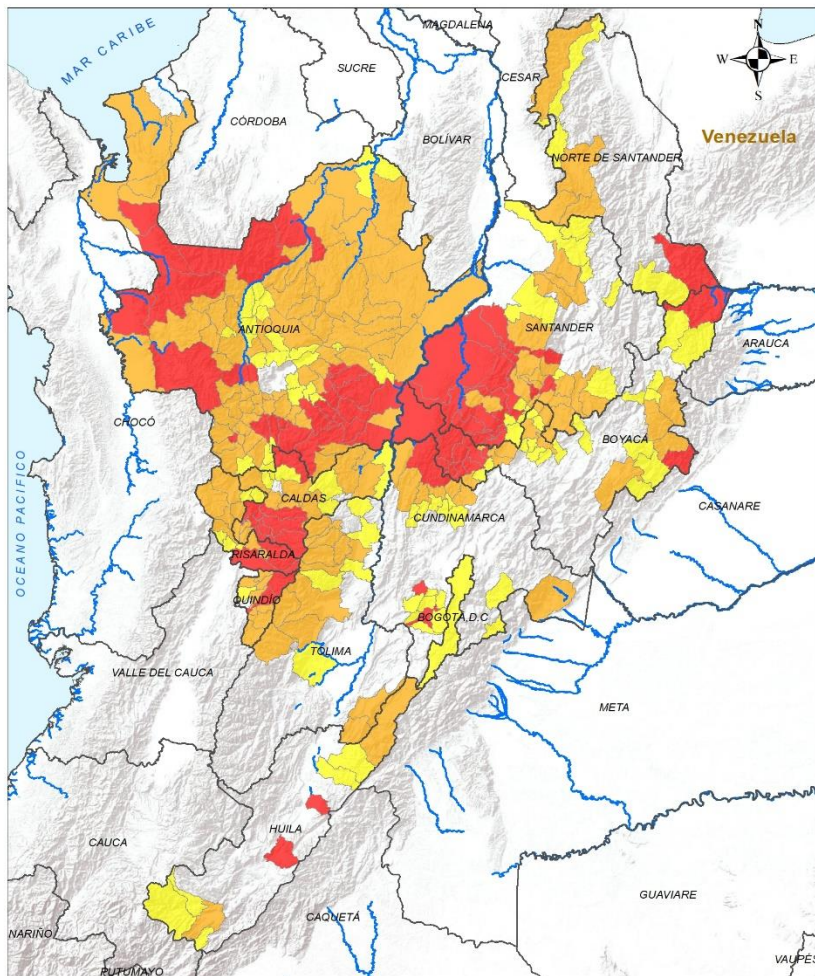 MAGDALENA
N
MAR CARIBE
SUCRE
CESAR
W
E
S
CÓRDOBA
BOLÍVAR
Venezuela
NORTE DE SANTANDER
ANTIOQUIA
SANTANDER
ARAUCA
CHOCÓ
BOYACÁ
OCEANO PACIFICO
CALDAS
CUNDINAMARCA
CASANARE
RISARALDA
QUINDÍO
BOGOTÁ, D.C
TOLIMA
VALLE DEL CAUCA
META
HUILA
CAUCA
GUAVIARE
CAQUETÁ
NARIÑO
PUTUMAYO
VAUPÉS